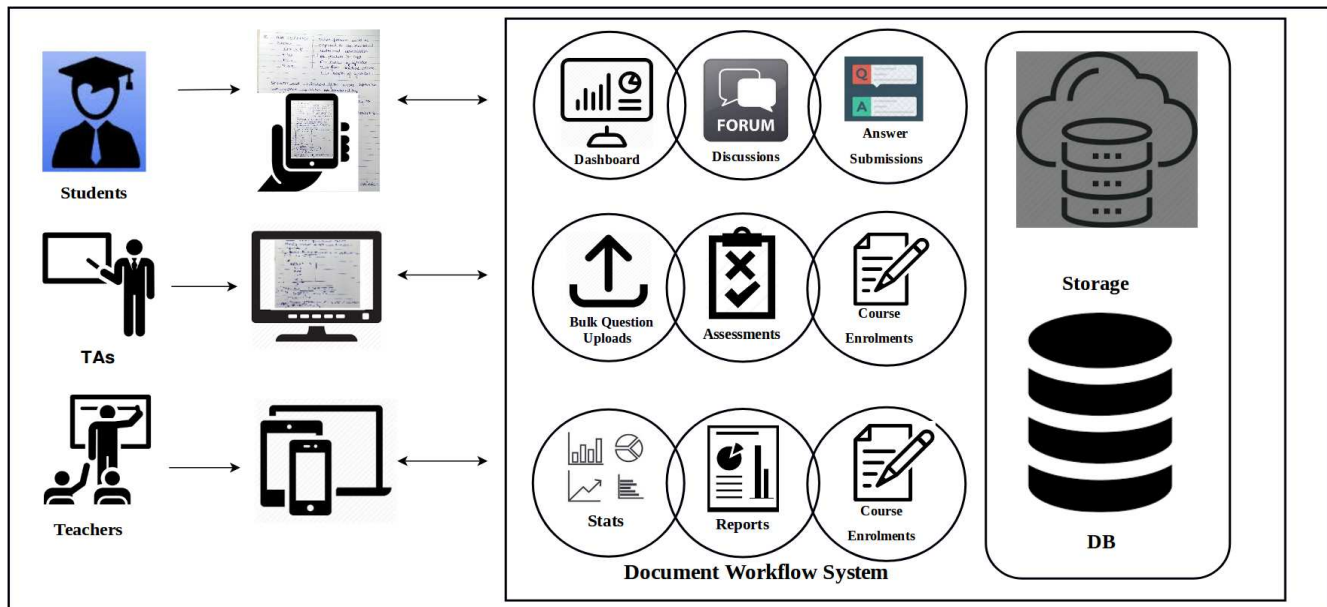 Students
TAs
Teachers
Dashboard
FORUM
Discussions
Q
A
Answer
Submissions
Bulk Question
Uploads
Assessments
Course
Enrolments
Stats
Reports
Course
Enrolments
Document Workflow System
Storage
DB